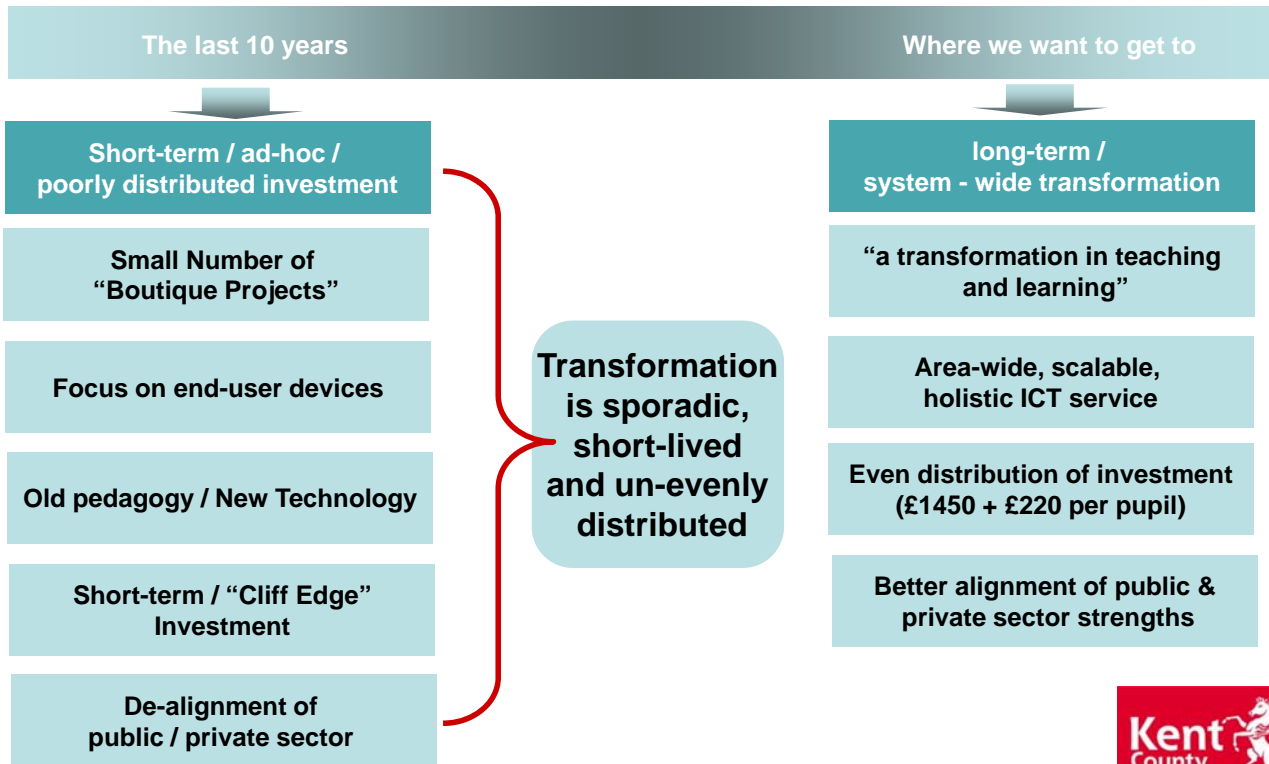 The last 10 years
Where we want to get to
Short-term / ad-hoc /
poorly distributed investment
Small Number of
“Boutique Projects”
Focus on end-user devices
Old pedagogy / New Technology
Short-term / “Cliff Edge”
Investment
De-alignment of
public / private sector
Transformation
is sporadic,
short-lived
and un-evenly
distributed
long-term /
system - wide transformation
“a transformation in teaching
and learning”
Area-wide, scalable,
holistic ICT service
Even distribution of investment
(£1450 + £220 per pupil)
Better alignment of public &
private sector strengths
Kent
County